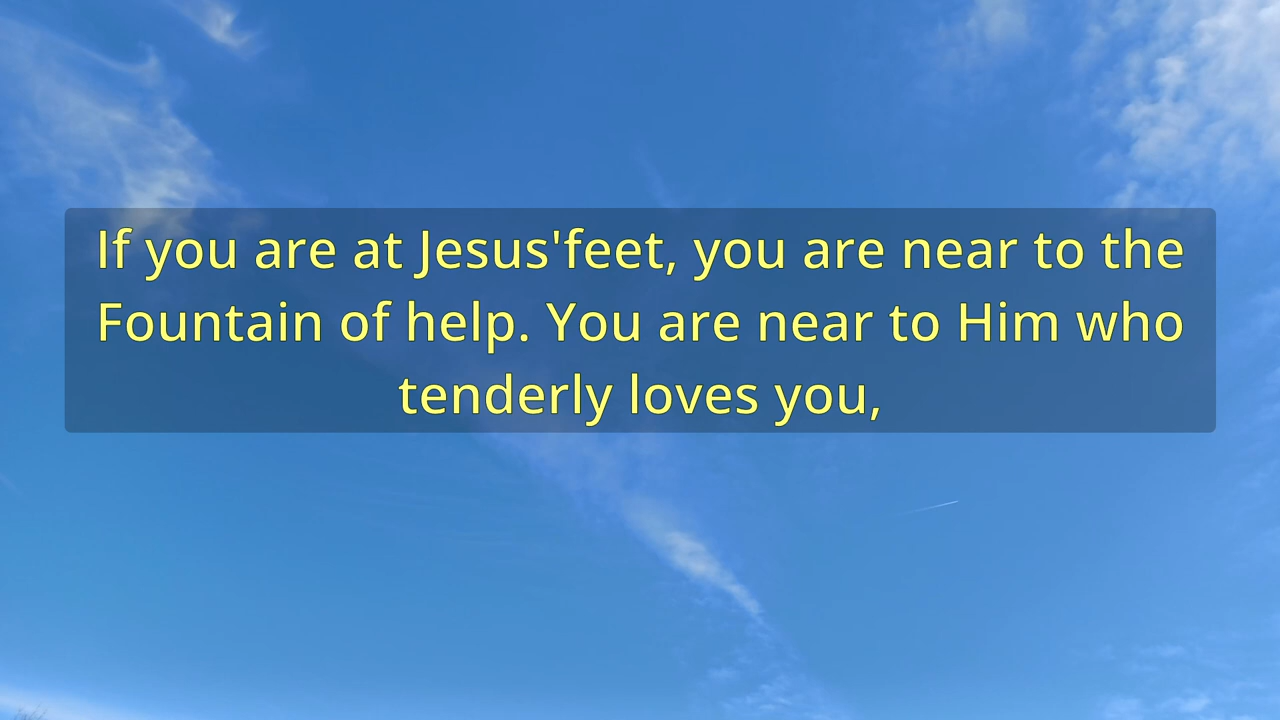 If you are at Jesus'feet, you are near to the
Fountain of help. You are near to Him who
tenderly loves you,